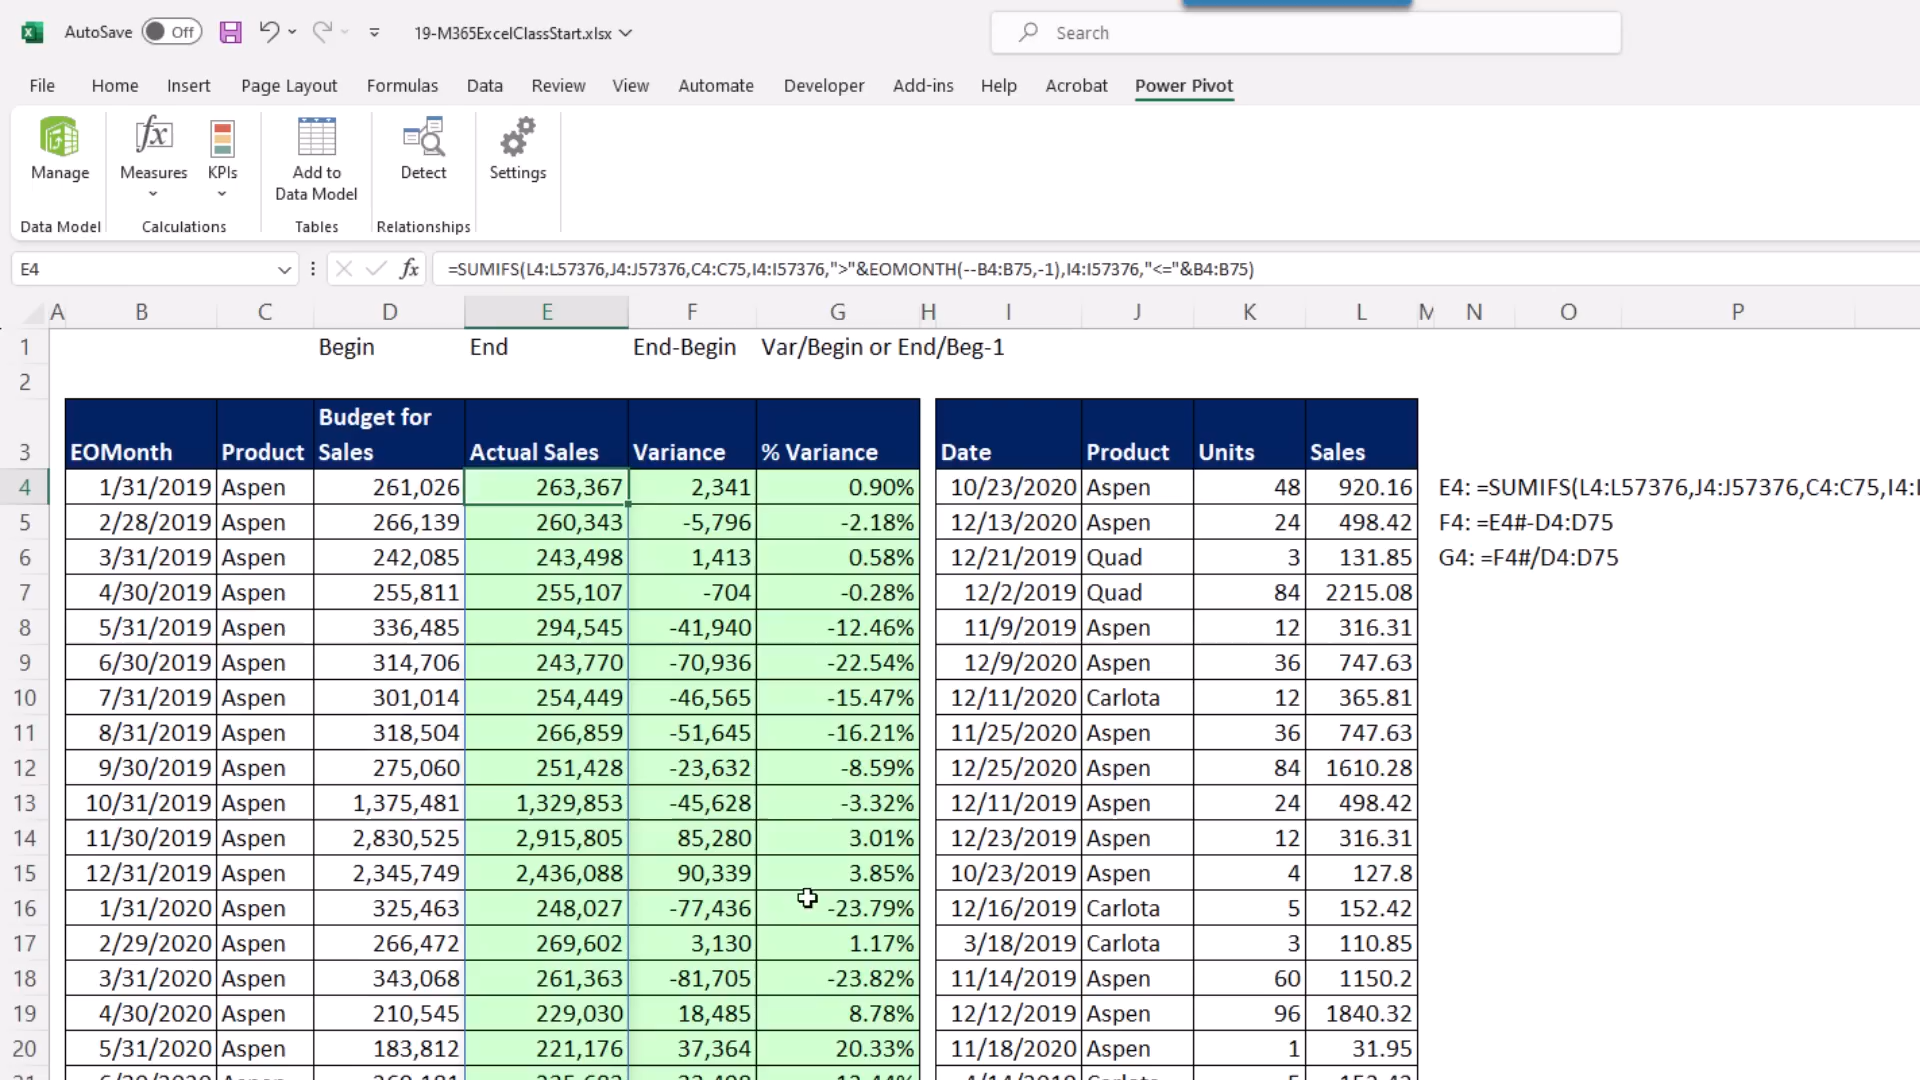 AutoSave Off 19-M365ExcelClassStart.xlsx Search
File Home Insert Page Layout Formulas Data Review View Automate Developer Add-ins Help Acrobat Power Pivot
Manage Measures KPIs Add to Data Model Detect Settings
Data Model Calculations Tables Relationships
E4 fx =SUMIFS(L4:L57376,J4:J57376,C4:C75,I4:I57376,">"&EOMONTH(--B4:B75,-1),I4:I57376,"<="&B4:B75)
A B C D E F G H I J K L M N O P
1 Begin End End-Begin Var/Begin or End/Beg-1
2
3 EOMonth Product Budget for Sales Actual Sales Variance % Variance Date Product Units Sales
4 1/31/2019 Aspen 261,026 263,367 2,341 0.90% 10/23/2020 Aspen 48 920.16 E4: =SUMIFS(L4:L57376,J4:J57376,C4:C75,I4:
5 2/28/2019 Aspen 266,139 260,343 -5,796 -2.18% 12/13/2020 Aspen 24 498.42 F4: =E4#-D4:D75
6 3/31/2019 Aspen 242,085 243,498 1,413 0.58% 12/21/2019 Quad 3 131.85 G4: =F4#/D4:D75
7 4/30/2019 Aspen 255,811 255,107 -704 -0.28% 12/2/2019 Quad 84 2215.08
8 5/31/2019 Aspen 336,485 294,545 -41,940 -12.46% 11/9/2019 Aspen 12 316.31
9 6/30/2019 Aspen 314,706 243,770 -70,936 -22.54% 12/9/2020 Aspen 36 747.63
10 7/31/2019 Aspen 301,014 254,449 -46,565 -15.47% 12/11/2020 Carlota 12 365.81
11 8/31/2019 Aspen 318,504 266,859 -51,645 -16.21% 11/25/2020 Aspen 36 747.63
12 9/30/2019 Aspen 275,060 251,428 -23,632 -8.59% 12/25/2020 Aspen 84 1610.28
13 10/31/2019 Aspen 1,375,481 1,329,853 -45,628 -3.32% 12/11/2019 Aspen 24 498.42
14 11/30/2019 Aspen 2,830,525 2,915,805 85,280 3.01% 12/23/2019 Aspen 12 316.31
15 12/31/2019 Aspen 2,345,749 2,436,088 90,339 3.85% 10/23/2019 Aspen 4 127.8
16 1/31/2020 Aspen 325,463 248,027 -77,436 -23.79% 12/16/2019 Carlota 5 152.42
17 2/29/2020 Aspen 266,472 269,602 3,130 1.17% 3/18/2019 Carlota 3 110.85
18 3/31/2020 Aspen 343,068 261,363 -81,705 -23.82% 11/14/2019 Aspen 60 1150.2
19 4/30/2020 Aspen 210,545 229,030 18,485 8.78% 12/12/2019 Aspen 96 1840.32
20 5/31/2020 Aspen 183,812 221,176 37,364 20.33% 11/18/2020 Aspen 1 31.95